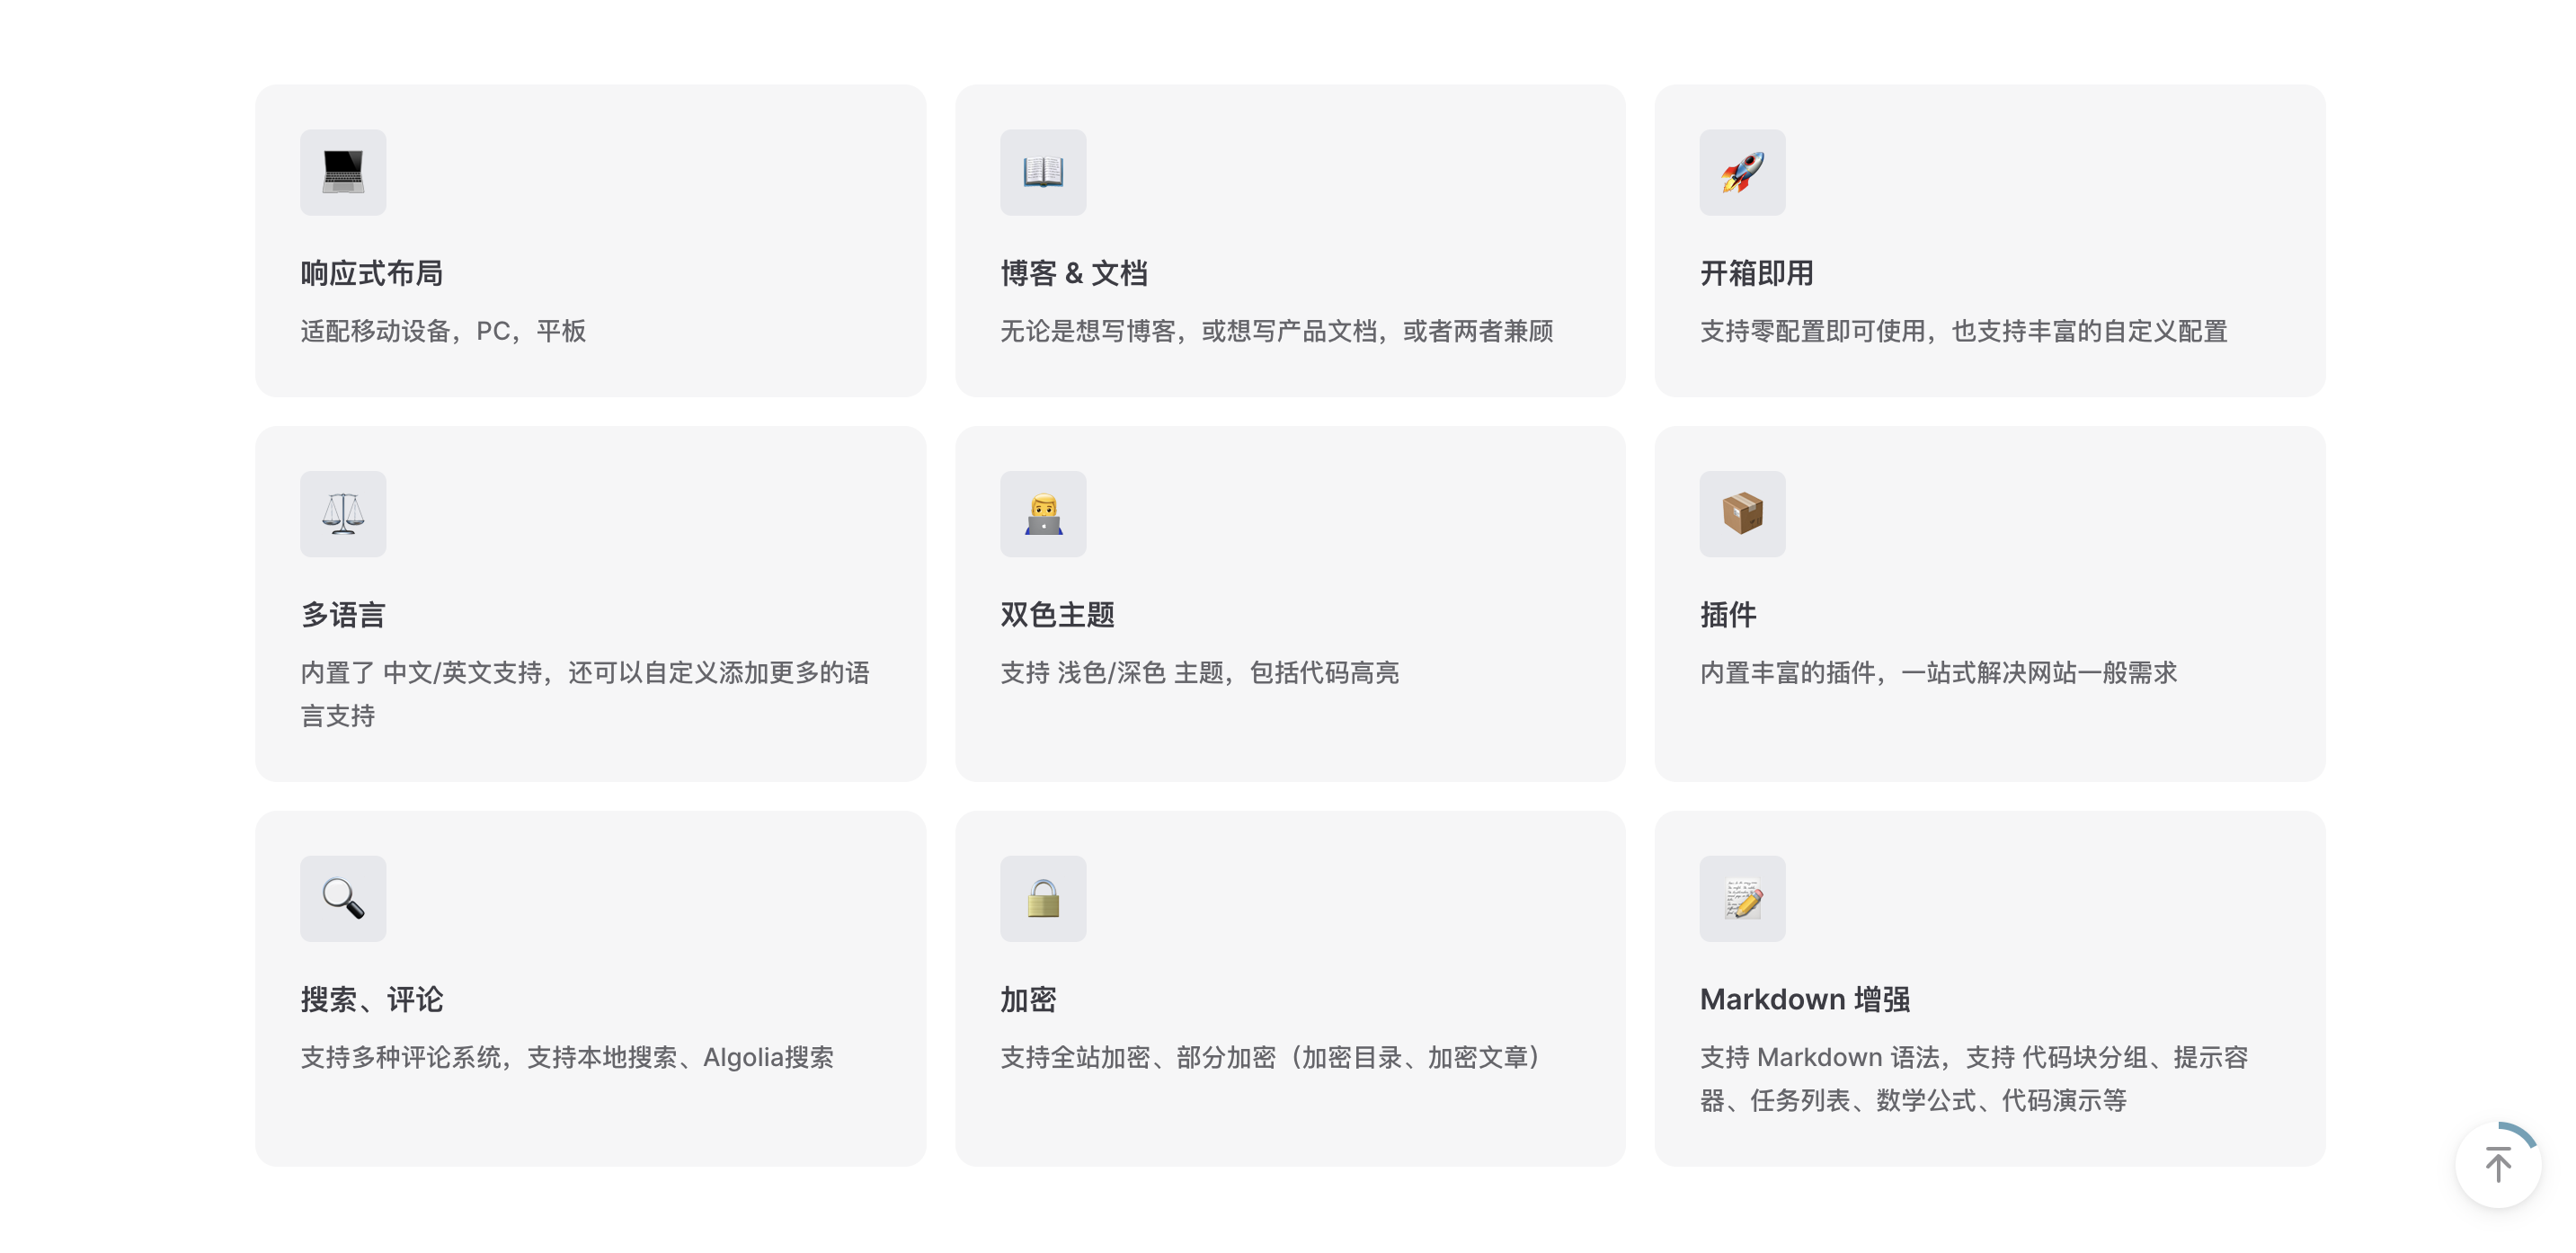 响应式布局
适配移动设备，PC，平板
博客 & 文档
无论是想写博客，或想写产品文档，或者两者兼顾
开箱即用
支持零配置即可使用，也支持丰富的自定义配置
多语言
内置了 中文/英文支持，还可以自定义添加更多的语
言支持
双色主题
支持 浅色/深色 主题，包括代码高亮
插件
内置丰富的插件，一站式解决网站一般需求
搜索、评论
支持多种评论系统，支持本地搜索、Algolia搜索
加密
支持全站加密、部分加密（加密目录、加密文章）
Markdown 增强
支持 Markdown 语法，支持 代码块分组、提示容
器、任务列表、数学公式、代码演示等